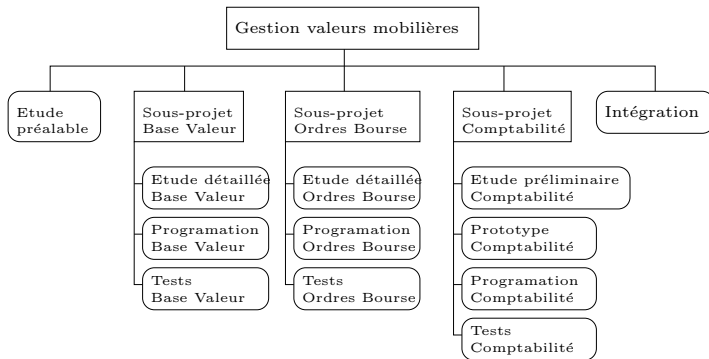 Gestion valeurs mobilières
Etude
préalable
Sous-projet
Base Valeur
Sous-projet
Ordres Bourse
Sous-projet
Comptabilité
Intégration
Etude détaillée
Base Valeur
Etude détaillée
Ordres Bourse
Etude préliminaire
Comptabilité
Programation
Base Valeur
Programation
Ordres Bourse
Prototype
Comptabilité
Tests
Base Valeur
Tests
Ordres Bourse
Programation
Comptabilité
Tests
Comptabilité